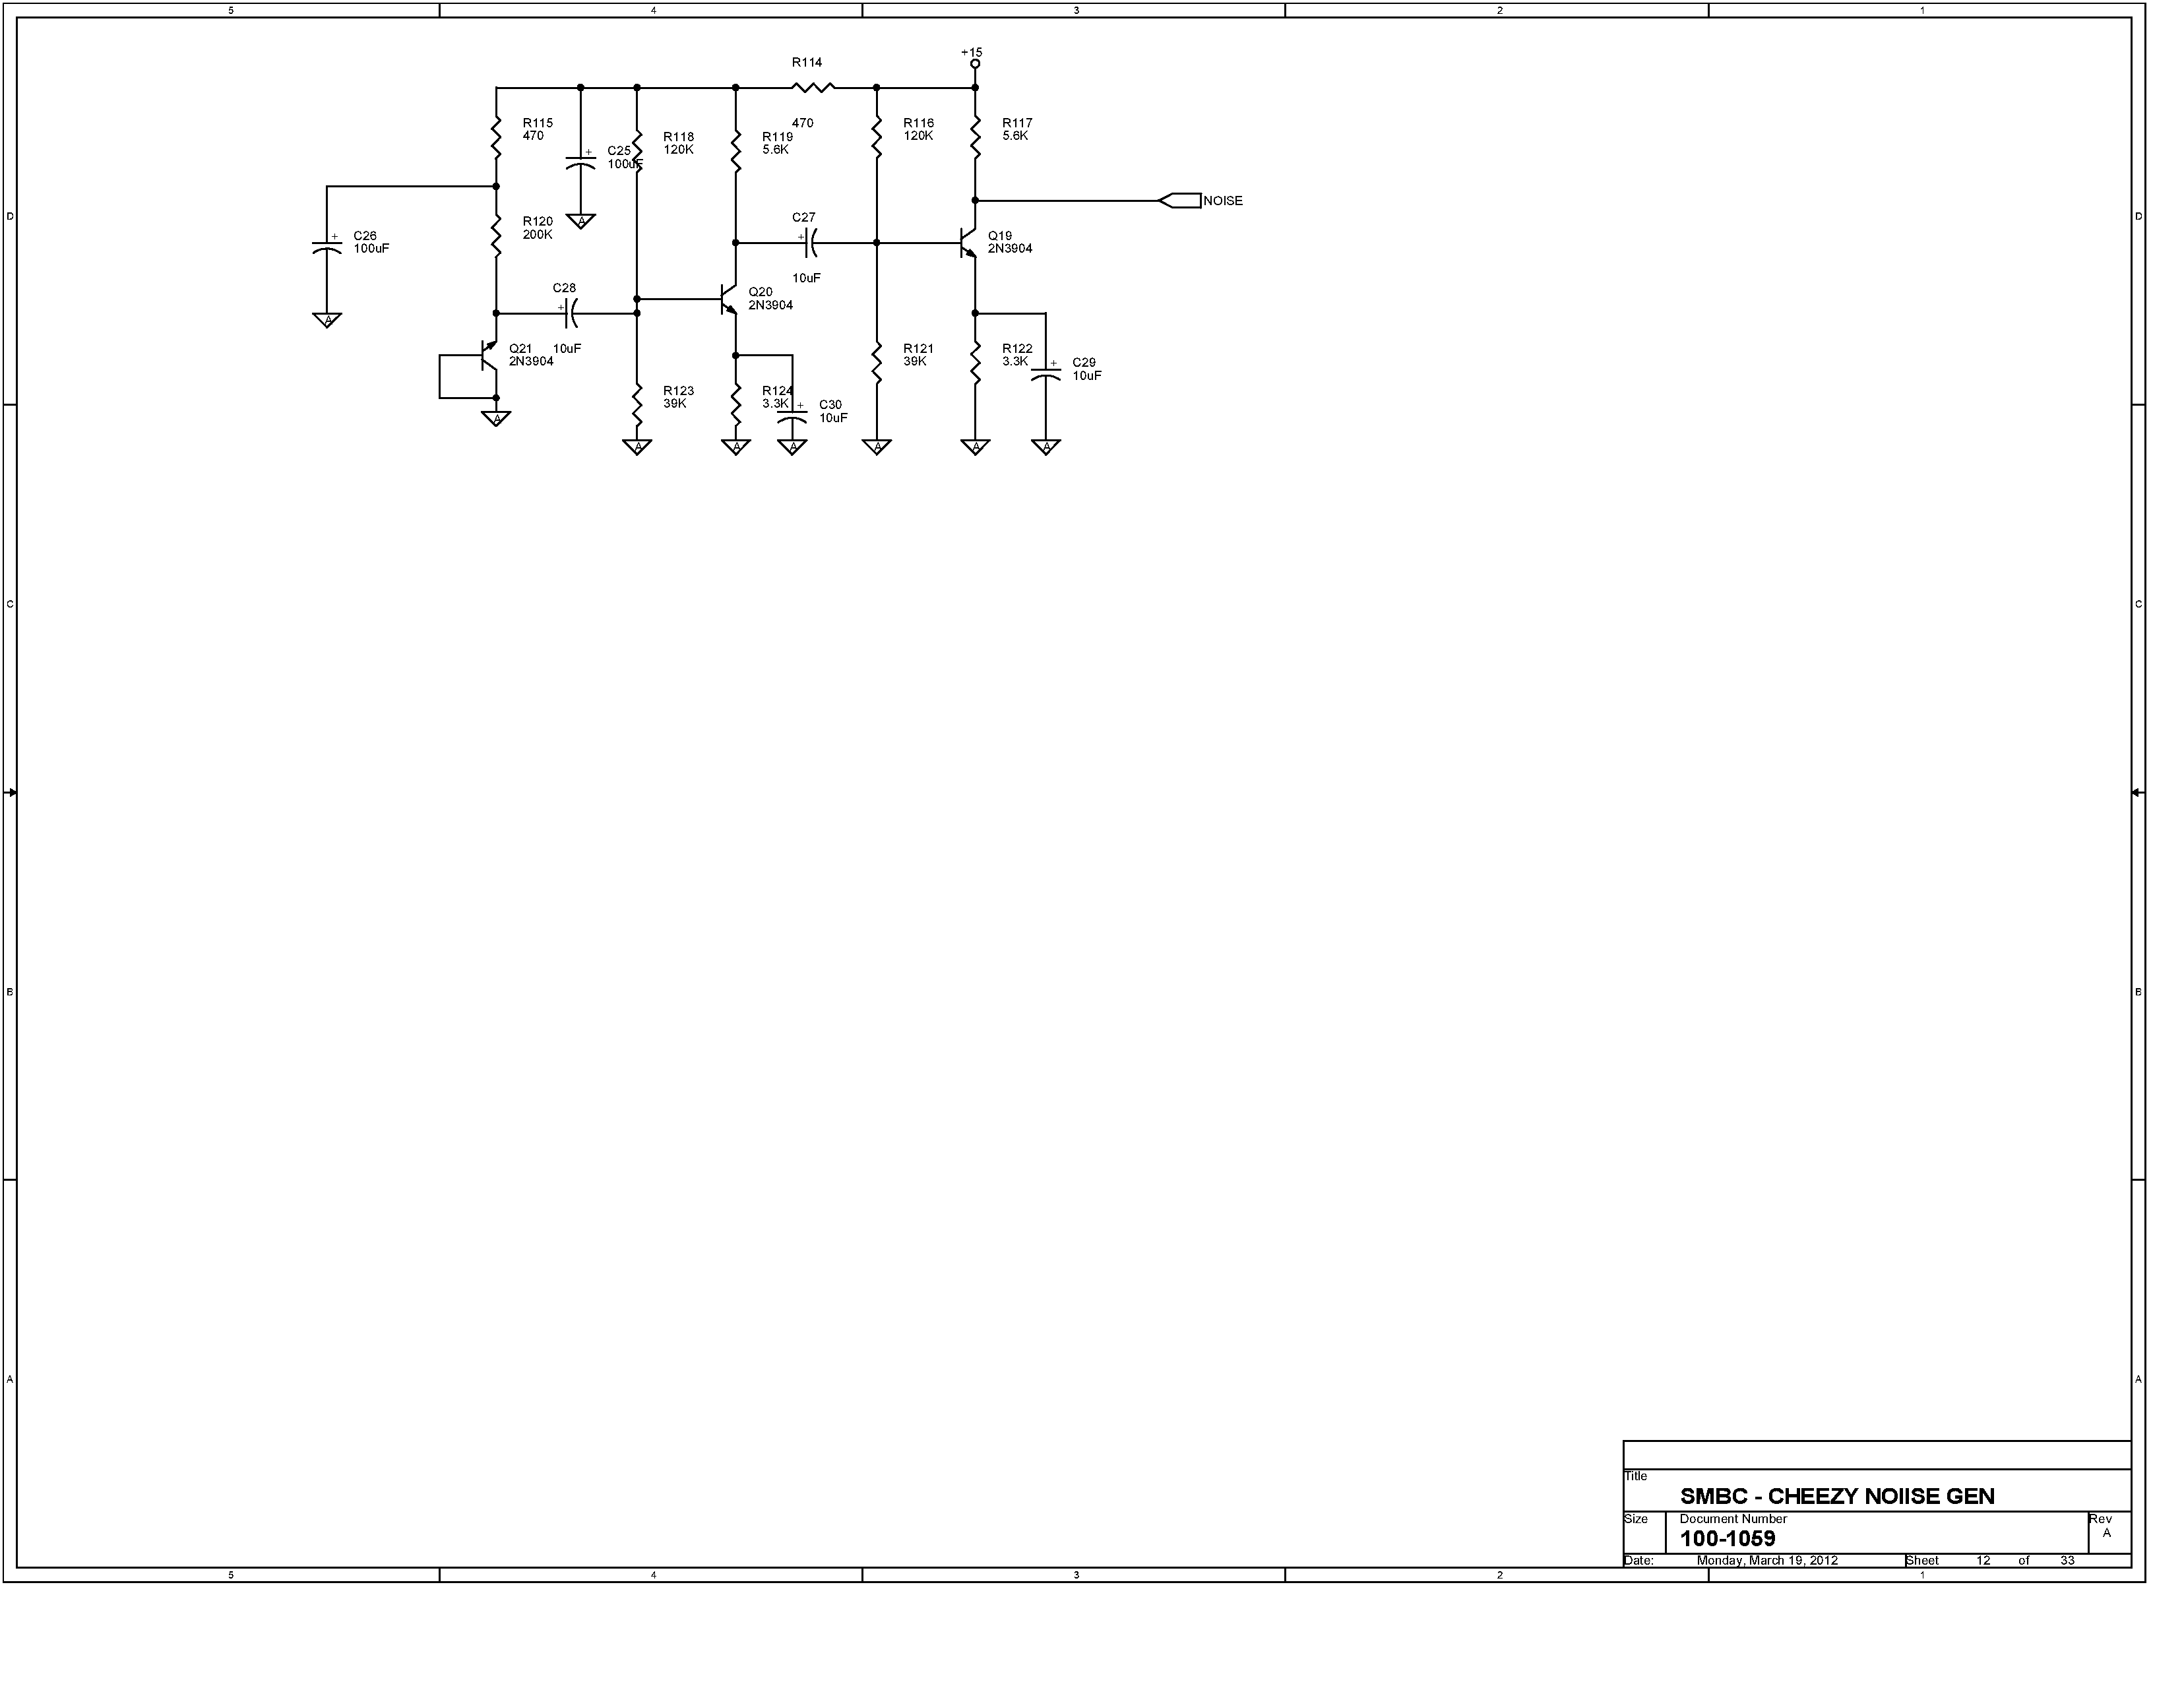 5 4 3 2 1
+15
R114
470
R115
470
C25
100uF
R118
120K
R119
5.6K
R116
120K
R117
5.6K
NOISE
D D
R120
200K
C26
100uF
C27
10uF
Q19
2N3904
C28
10uF
Q20
2N3904
Q21
2N3904
R121
39K
R122
3.3K
C29
10uF
R123
39K
R124
3.3K
C30
10uF
+
+
+
+
+
+
A
A
A
A
A
A
A
A
A
C C
B B
A A
Title
SMBC - CHEEZY NOIISE GEN
Size Document Number Rev
100-1059 A
Date: Monday, March 19, 2012 Sheet 12 of 33
5 4 3 2 1